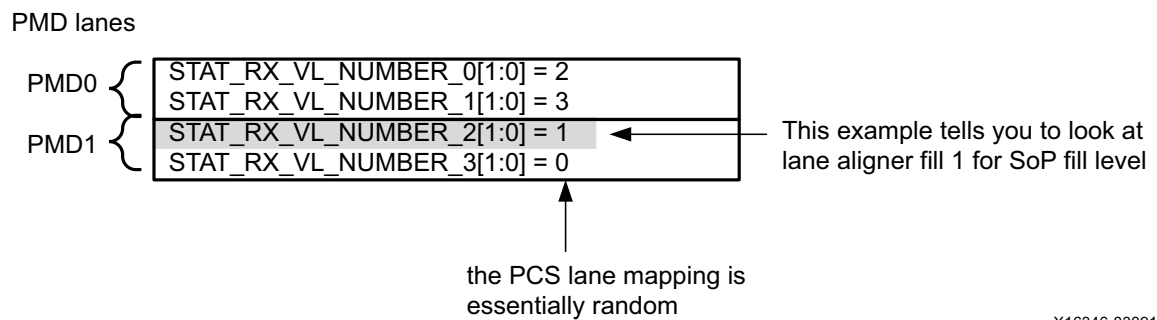 PMD lanes
PMD0
STAT_RX_VL_NUMBER_0[1:0] = 2
STAT_RX_VL_NUMBER_1[1:0] = 3
PMD1
STAT_RX_VL_NUMBER_2[1:0] = 1
STAT_RX_VL_NUMBER_3[1:0] = 0
This example tells you to look at
lane aligner fill 1 for SoP fill level
the PCS lane mapping is
essentially random